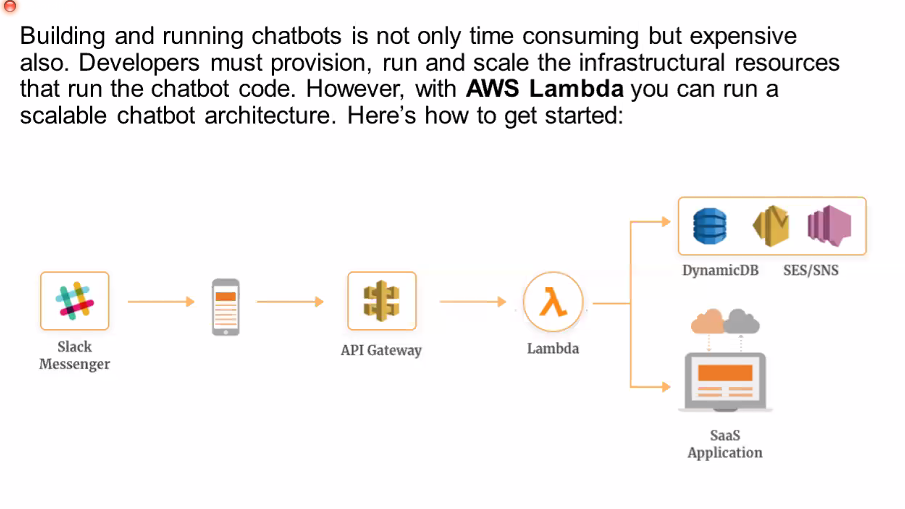 Building and running chatbots is not only time consuming but expensive
also. Developers must provision, run and scale the infrastructural resources
that run the chatbot code. However, with AWS Lambda you can run a
scalable chatbot architecture. Here’s how to get started:
DynamicDB SES/SNS
Slack
Messenger
API Gateway
Lambda
SaaS
Application